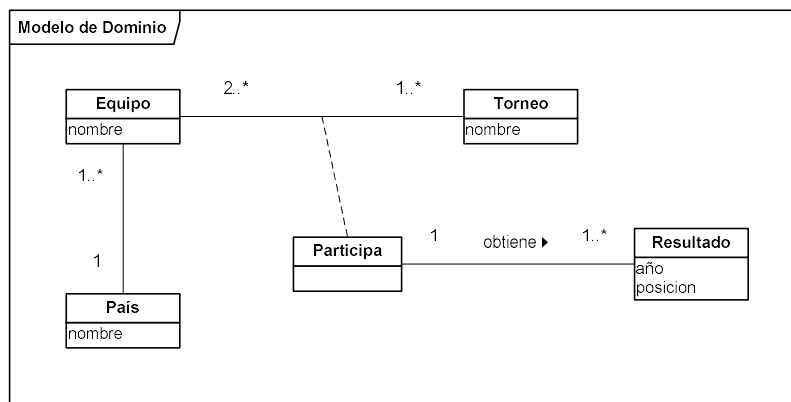 Modelo de Dominio
2..*
1..*
Equipo
nombre
Torneo
nombre
1..*
1
País
nombre
Participa
1
obtiene
1..*
Resultado
año
posicion